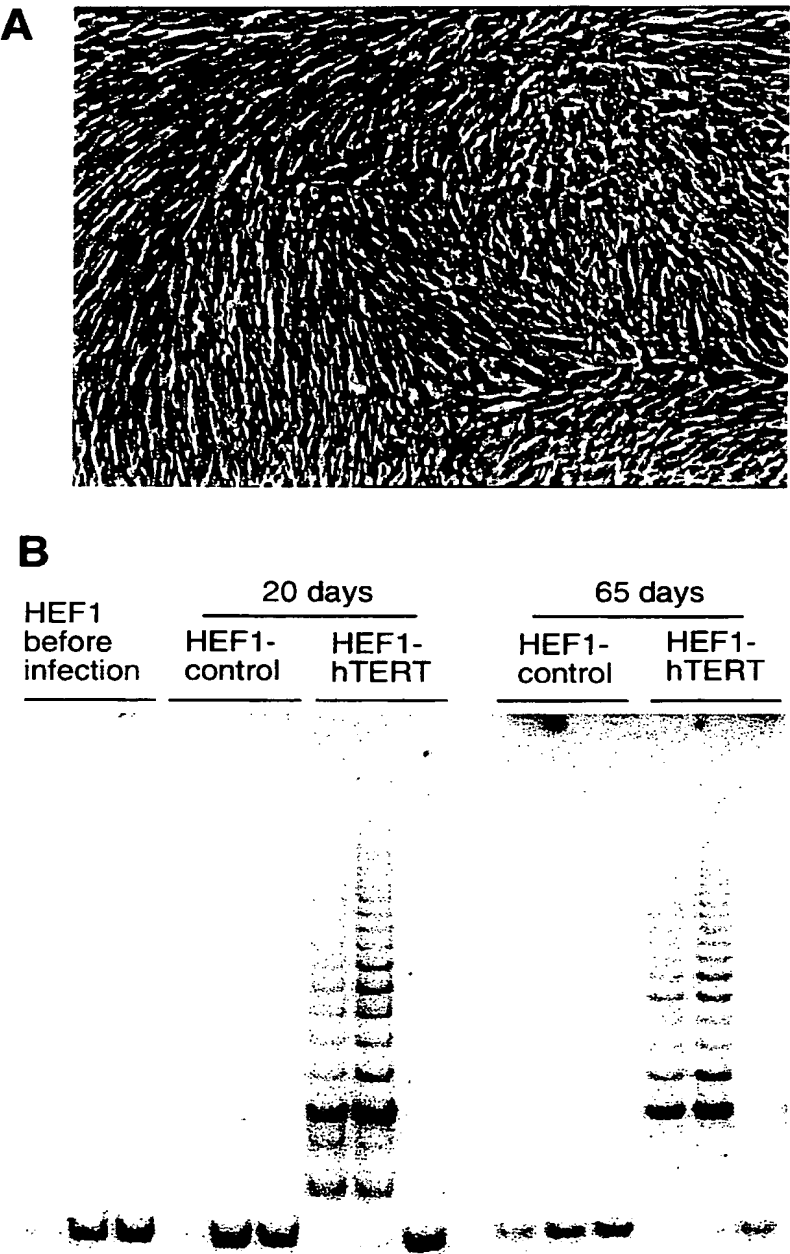 A
B
20 days
65 days
HEF1
before
infection
HEF1-
control
HEF1-
hTERT
HEF1-
control
HEF1-
hTERT